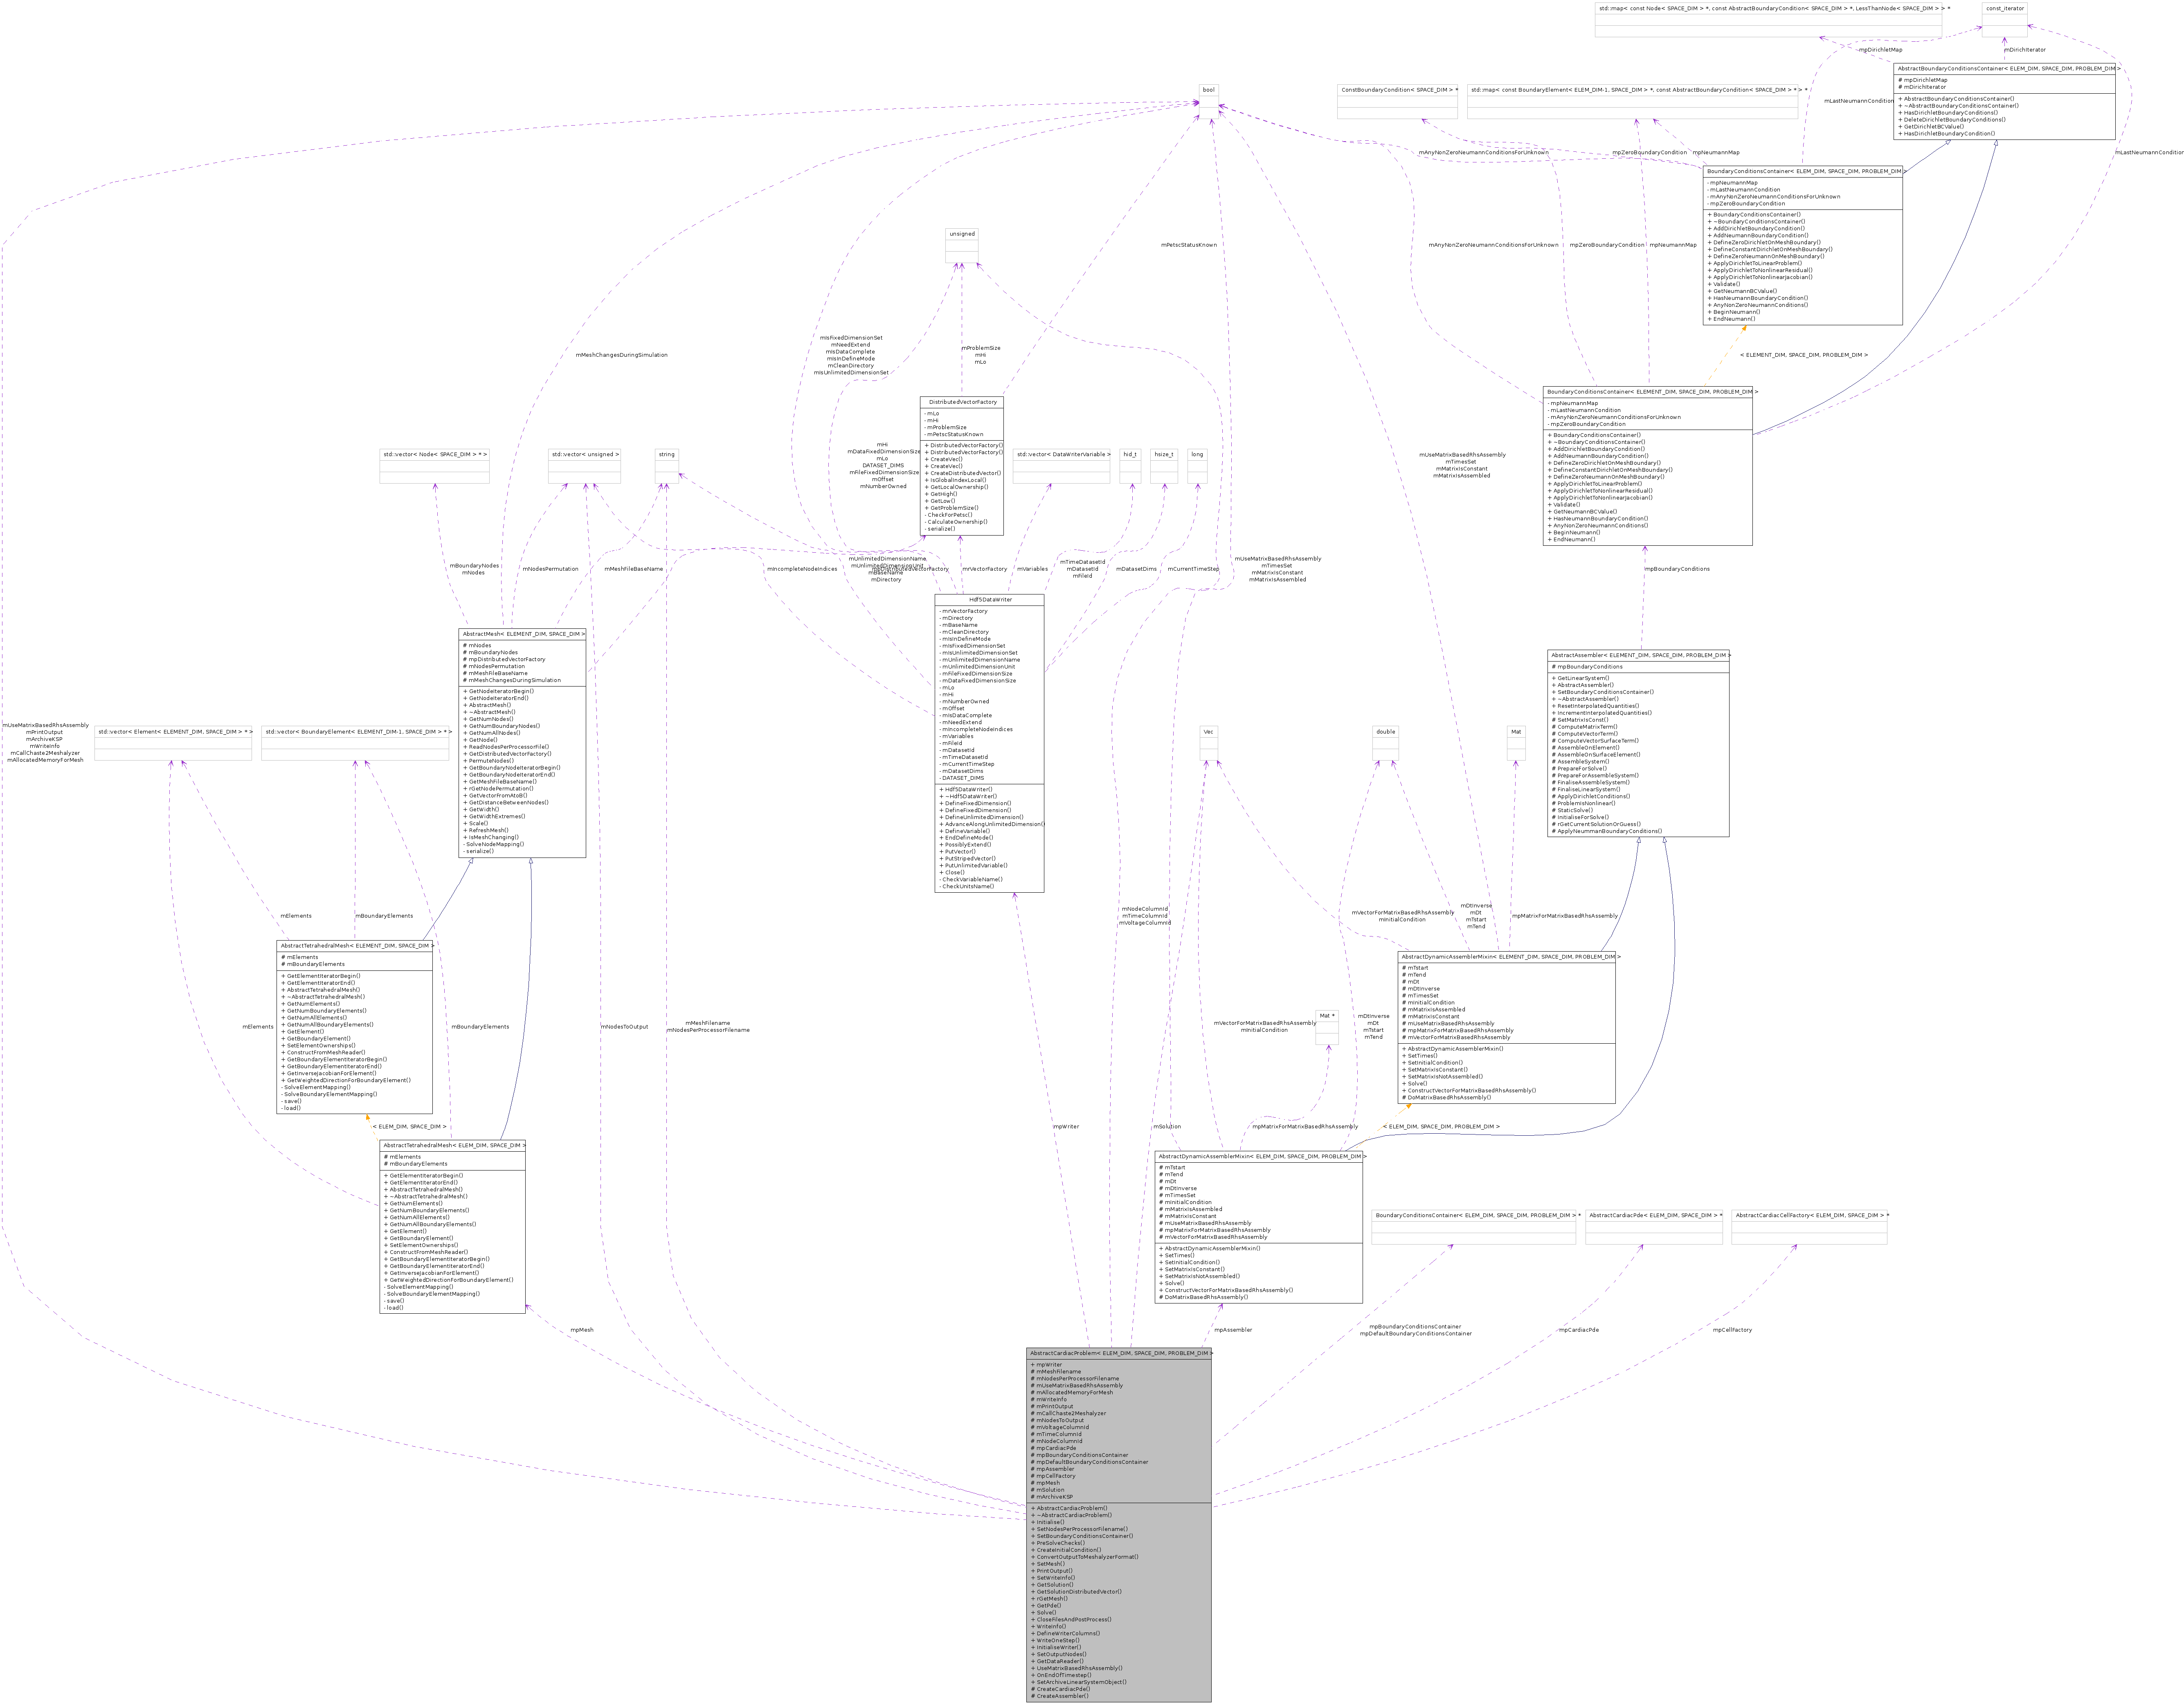 std::map< const Node< SPACE_DIM > *, const AbstractBoundaryCondition< SPACE_DIM > *, LessThanNode< SPACE_DIM > > *
const_iterator
mpDirichletMap
mDirichIterator
AbstractBoundaryConditionsContainer< ELEM_DIM, SPACE_DIM, PROBLEM_DIM >
# mpDirichletMap
# mDirichIterator
+ AbstractBoundaryConditionsContainer()
+ ~AbstractBoundaryConditionsContainer()
+ HasDirichletBoundaryConditions()
+ DeleteDirichletBoundaryConditions()
+ GetDirichletBCValue()
+ HasDirichletBoundaryCondition()
bool
ConstBoundaryCondition< SPACE_DIM > *
std::map< const BoundaryElement< ELEM_DIM-1, SPACE_DIM > *, const AbstractBoundaryCondition< SPACE_DIM > * > *
mLastNeumannCondition
mLastNeumannCondition
mAnyNonZeroNeumannConditionsForUnknown
mpZeroBoundaryCondition
mpNeumannMap
BoundaryConditionsContainer< ELEM_DIM, SPACE_DIM, PROBLEM_DIM >
- mpNeumannMap
- mLastNeumannCondition
- mAnyNonZeroNeumannConditionsForUnknown
- mpZeroBoundaryCondition
+ BoundaryConditionsContainer()
+ ~BoundaryConditionsContainer()
+ AddDirichletBoundaryCondition()
+ AddNeumannBoundaryCondition()
+ DefineZeroDirichletOnMeshBoundary()
+ DefineConstantDirichletOnMeshBoundary()
+ DefineZeroNeumannOnMeshBoundary()
+ ApplyDirichletToLinearProblem()
+ ApplyDirichletToNonlinearResidual()
+ ApplyDirichletToNonlinearJacobian()
+ Validate()
+ GetNeumannBCValue()
+ HasNeumannBoundaryCondition()
+ AnyNonZeroNeumannConditions()
+ BeginNeumann()
+ EndNeumann()
unsigned
mPetscStatusKnown
mAnyNonZeroNeumannConditionsForUnknown
mpZeroBoundaryCondition
mpNeumannMap
mMeshChangesDuringSimulation
mIsFixedDimensionSet
mNeedExtend
mIsDataComplete
mIsInDefineMode
mCleanDirectory
mIsUnlimitedDimensionSet
mProblemSize
mHi
mLo
< ELEMENT_DIM, SPACE_DIM, PROBLEM_DIM >
DistributedVectorFactory
- mLo
- mHi
- mProblemSize
- mPetscStatusKnown
+ DistributedVectorFactory()
+ DistributedVectorFactory()
+ CreateVec()
+ CreateVec()
+ CreateDistributedVector()
+ IsGlobalIndexLocal()
+ GetLocalOwnership()
+ GetHigh()
+ GetLow()
+ GetProblemSize()
- CheckForPetsc()
- CalculateOwnership()
- serialize()
BoundaryConditionsContainer< ELEMENT_DIM, SPACE_DIM, PROBLEM_DIM >
- mpNeumannMap
- mLastNeumannCondition
- mAnyNonZeroNeumannConditionsForUnknown
- mpZeroBoundaryCondition
+ BoundaryConditionsContainer()
+ ~BoundaryConditionsContainer()
+ AddDirichletBoundaryCondition()
+ AddNeumannBoundaryCondition()
+ DefineZeroDirichletOnMeshBoundary()
+ DefineConstantDirichletOnMeshBoundary()
+ DefineZeroNeumannOnMeshBoundary()
+ ApplyDirichletToLinearProblem()
+ ApplyDirichletToNonlinearResidual()
+ ApplyDirichletToNonlinearJacobian()
+ Validate()
+ GetNeumannBCValue()
+ HasNeumannBoundaryCondition()
+ AnyNonZeroNeumannConditions()
+ BeginNeumann()
+ EndNeumann()
std::vector< Node< SPACE_DIM > * >
std::vector< unsigned >
string
mHi
mDataFixedDimensionSize
mLo
DATASET_DIMS
mFileFixedDimensionSize
mOffset
mNumberOwned
std::vector< DataWriterVariable >
hid_t
hsize_t
long
mUseMatrixBasedRhsAssembly
mTimesSet
mMatrixIsConstant
mMatrixIsAssembled
mBoundaryNodes
mNodes
mNodesPermutation
mMeshFileBaseName
mIncompleteNodeIndices
mUnlimitedDimensionName
mUnlimitedDimensionUnit
mBaseName
mDirectory
mpDistributedVectorFactory
mrVectorFactory
mVariables
mTimeDatasetId
mDatasetId
mFileId
mDatasetDims
mCurrentTimeStep
mUseMatrixBasedRhsAssembly
mTimesSet
mMatrixIsConstant
mMatrixIsAssembled
mpBoundaryConditions
Hdf5DataWriter
- mrVectorFactory
- mDirectory
- mBaseName
- mCleanDirectory
- mIsInDefineMode
- mIsFixedDimensionSet
- mIsUnlimitedDimensionSet
- mUnlimitedDimensionName
- mUnlimitedDimensionUnit
- mFileFixedDimensionSize
- mDataFixedDimensionSize
- mLo
- mHi
- mNumberOwned
- mOffset
- mIsDataComplete
- mNeedExtend
- mIncompleteNodeIndices
- mVariables
- mFileId
- mDatasetId
- mTimeDatasetId
- mCurrentTimeStep
- mDatasetDims
- DATASET_DIMS
+ Hdf5DataWriter()
+ ~Hdf5DataWriter()
+ DefineFixedDimension()
+ DefineFixedDimension()
+ DefineUnlimitedDimension()
+ AdvanceAlongUnlimitedDimension()
+ DefineVariable()
+ EndDefineMode()
+ PossiblyExtend()
+ PutVector()
+ PutStripedVector()
+ PutUnlimitedVariable()
+ Close()
- CheckVariableName()
- CheckUnitsName()
AbstractMesh< ELEMENT_DIM, SPACE_DIM >
# mNodes
# mBoundaryNodes
# mpDistributedVectorFactory
# mNodesPermutation
# mMeshFileBaseName
# mMeshChangesDuringSimulation
+ GetNodeIteratorBegin()
+ GetNodeIteratorEnd()
+ AbstractMesh()
+ ~AbstractMesh()
+ GetNumNodes()
+ GetNumBoundaryNodes()
+ GetNumAllNodes()
+ GetNode()
+ ReadNodesPerProcessorFile()
+ GetDistributedVectorFactory()
+ PermuteNodes()
+ GetBoundaryNodeIteratorBegin()
+ GetBoundaryNodeIteratorEnd()
+ GetMeshFileBaseName()
+ rGetNodePermutation()
+ GetVectorFromAtoB()
+ GetDistanceBetweenNodes()
+ GetWidth()
+ GetWidthExtremes()
+ Scale()
+ RefreshMesh()
+ IsMeshChanging()
- SolveNodeMapping()
- serialize()
AbstractAssembler< ELEMENT_DIM, SPACE_DIM, PROBLEM_DIM >
# mpBoundaryConditions
+ GetLinearSystem()
+ AbstractAssembler()
+ SetBoundaryConditionsContainer()
+ ~AbstractAssembler()
+ ResetInterpolatedQuantities()
+ IncrementInterpolatedQuantities()
# SetMatrixIsConst()
# ComputeMatrixTerm()
# ComputeVectorTerm()
# ComputeVectorSurfaceTerm()
# AssembleOnElement()
# AssembleOnSurfaceElement()
# AssembleSystem()
# PrepareForSolve()
# PrepareForAssembleSystem()
# FinaliseAssembleSystem()
# FinaliseLinearSystem()
# ApplyDirichletConditions()
# ProblemIsNonlinear()
# StaticSolve()
# InitialiseForSolve()
# rGetCurrentSolutionOrGuess()
# ApplyNeummanBoundaryConditions()
mUseMatrixBasedRhsAssembly
mPrintOutput
mArchiveKSP
mWriteInfo
mCallChaste2Meshalyzer
mAllocatedMemoryForMesh
std::vector< Element< ELEMENT_DIM, SPACE_DIM > * >
std::vector< BoundaryElement< ELEMENT_DIM-1, SPACE_DIM > * >
Vec
double
Mat
mElements
mBoundaryElements
mNodeColumnId
mTimeColumnId
mVoltageColumnId
mVectorForMatrixBasedRhsAssembly
mInitialCondition
mDtInverse
mDt
mTstart
mTend
mpMatrixForMatrixBasedRhsAssembly
AbstractTetrahedralMesh< ELEMENT_DIM, SPACE_DIM >
# mElements
# mBoundaryElements
+ GetElementIteratorBegin()
+ GetElementIteratorEnd()
+ AbstractTetrahedralMesh()
+ ~AbstractTetrahedralMesh()
+ GetNumElements()
+ GetNumBoundaryElements()
+ GetNumAllElements()
+ GetNumAllBoundaryElements()
+ GetElement()
+ GetBoundaryElement()
+ SetElementOwnerships()
+ ConstructFromMeshReader()
+ GetBoundaryElementIteratorBegin()
+ GetBoundaryElementIteratorEnd()
+ GetInverseJacobianForElement()
+ GetWeightedDirectionForBoundaryElement()
- SolveElementMapping()
- SolveBoundaryElementMapping()
- save()
- load()
AbstractDynamicAssemblerMixin< ELEMENT_DIM, SPACE_DIM, PROBLEM_DIM >
# mTstart
# mTend
# mDt
# mDtInverse
# mTimesSet
# mInitialCondition
# mMatrixIsAssembled
# mMatrixIsConstant
# mUseMatrixBasedRhsAssembly
# mpMatrixForMatrixBasedRhsAssembly
# mVectorForMatrixBasedRhsAssembly
+ AbstractDynamicAssemblerMixin()
+ SetTimes()
+ SetInitialCondition()
+ SetMatrixIsConstant()
+ SetMatrixIsNotAssembled()
+ Solve()
+ ConstructVectorForMatrixBasedRhsAssembly()
# DoMatrixBasedRhsAssembly()
mElements
mBoundaryElements
mNodesToOutput
mMeshFilename
mNodesPerProcessorFilename
mVectorForMatrixBasedRhsAssembly
mInitialCondition
Mat *
mDtInverse
mDt
mTstart
mTend
< ELEM_DIM, SPACE_DIM >
mpWriter
mSolution
mpMatrixForMatrixBasedRhsAssembly
< ELEM_DIM, SPACE_DIM, PROBLEM_DIM >
AbstractTetrahedralMesh< ELEM_DIM, SPACE_DIM >
# mElements
# mBoundaryElements
+ GetElementIteratorBegin()
+ GetElementIteratorEnd()
+ AbstractTetrahedralMesh()
+ ~AbstractTetrahedralMesh()
+ GetNumElements()
+ GetNumBoundaryElements()
+ GetNumAllElements()
+ GetNumAllBoundaryElements()
+ GetElement()
+ GetBoundaryElement()
+ SetElementOwnerships()
+ ConstructFromMeshReader()
+ GetBoundaryElementIteratorBegin()
+ GetBoundaryElementIteratorEnd()
+ GetInverseJacobianForElement()
+ GetWeightedDirectionForBoundaryElement()
- SolveElementMapping()
- SolveBoundaryElementMapping()
- save()
- load()
AbstractDynamicAssemblerMixin< ELEM_DIM, SPACE_DIM, PROBLEM_DIM >
# mTstart
# mTend
# mDt
# mDtInverse
# mTimesSet
# mInitialCondition
# mMatrixIsAssembled
# mMatrixIsConstant
# mUseMatrixBasedRhsAssembly
# mpMatrixForMatrixBasedRhsAssembly
# mVectorForMatrixBasedRhsAssembly
+ AbstractDynamicAssemblerMixin()
+ SetTimes()
+ SetInitialCondition()
+ SetMatrixIsConstant()
+ SetMatrixIsNotAssembled()
+ Solve()
+ ConstructVectorForMatrixBasedRhsAssembly()
# DoMatrixBasedRhsAssembly()
BoundaryConditionsContainer< ELEM_DIM, SPACE_DIM, PROBLEM_DIM > *
AbstractCardiacPde< ELEM_DIM, SPACE_DIM > *
AbstractCardiacCellFactory< ELEM_DIM, SPACE_DIM > *
mpMesh
mpAssembler
mpBoundaryConditionsContainer
mpDefaultBoundaryConditionsContainer
mpCardiacPde
mpCellFactory
AbstractCardiacProblem< ELEM_DIM, SPACE_DIM, PROBLEM_DIM >
+ mpWriter
# mMeshFilename
# mNodesPerProcessorFilename
# mUseMatrixBasedRhsAssembly
# mAllocatedMemoryForMesh
# mWriteInfo
# mPrintOutput
# mCallChaste2Meshalyzer
# mNodesToOutput
# mVoltageColumnId
# mTimeColumnId
# mNodeColumnId
# mpCardiacPde
# mpBoundaryConditionsContainer
# mpDefaultBoundaryConditionsContainer
# mpAssembler
# mpCellFactory
# mpMesh
# mSolution
# mArchiveKSP
+ AbstractCardiacProblem()
+ ~AbstractCardiacProblem()
+ Initialise()
+ SetNodesPerProcessorFilename()
+ SetBoundaryConditionsContainer()
+ PreSolveChecks()
+ CreateInitialCondition()
+ ConvertOutputToMeshalyzerFormat()
+ SetMesh()
+ PrintOutput()
+ SetWriteInfo()
+ GetSolution()
+ GetSolutionDistributedVector()
+ rGetMesh()
+ GetPde()
+ Solve()
+ CloseFilesAndPostProcess()
+ WriteInfo()
+ DefineWriterColumns()
+ WriteOneStep()
+ InitialiseWriter()
+ SetOutputNodes()
+ GetDataReader()
+ UseMatrixBasedRhsAssembly()
+ OnEndOfTimestep()
+ SetArchiveLinearSystemObject()
# CreateCardiacPde()
# CreateAssembler()